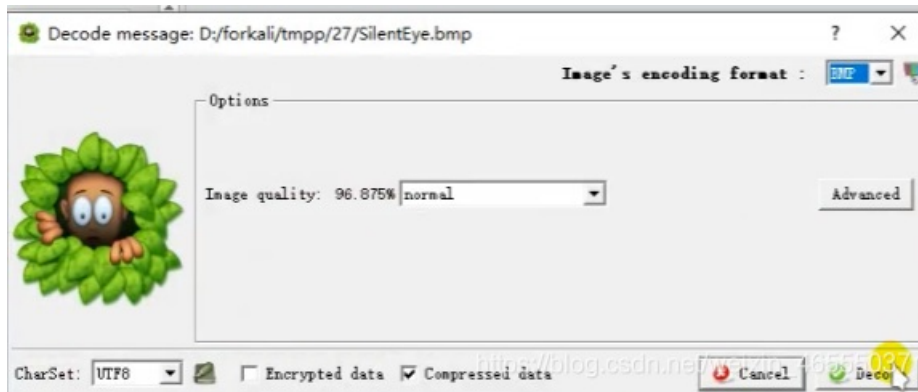 Decode message: D:/forkali/tmpp/27/SilentEye.bmp
? ×
Image's encoding format : BMP
Options
Image quality: 96.875% normal
Advanced
CharSet: UTF8
Encrypted data
Compressed data
Cancel
Deco